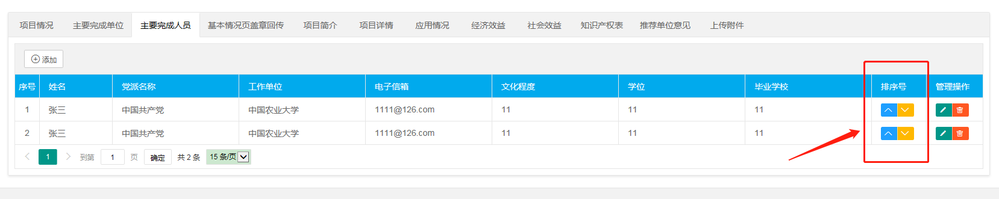 项目情况 主要完成单位 主要完成人员 基本情况页盖章回传 项目简介 项目详情 应用情况 经济效益 社会效益 知识产权表 推荐单位意见 上传附件
添加
序号 姓名 党派名称 工作单位 电子信箱 文化程度 学位 毕业学校 排序号 管理操作
1 张三 中国共产党 中国农业大学 1111@126.com 11 11 11
2 张三 中国共产党 中国农业大学 1111@126.com 11 11 11
1 到第 1 页 确定 共 2 条 15 条/页